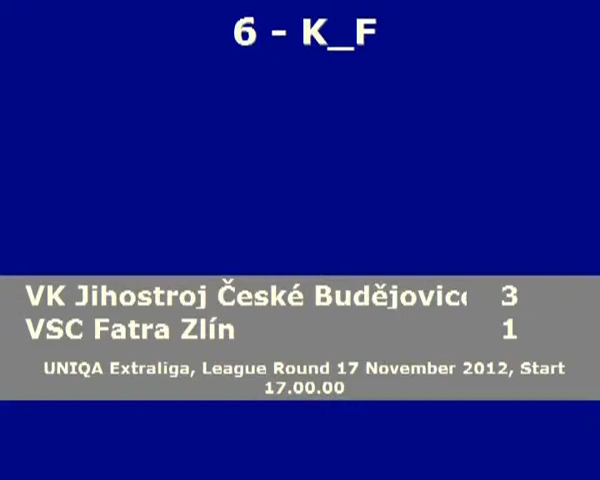 6 - K_F
VK Jihostroj České Budějovic 3
VSC Fatra Zlín 1
UNIQA Extraliga, League Round 17 November 2012, Start
17.00.00